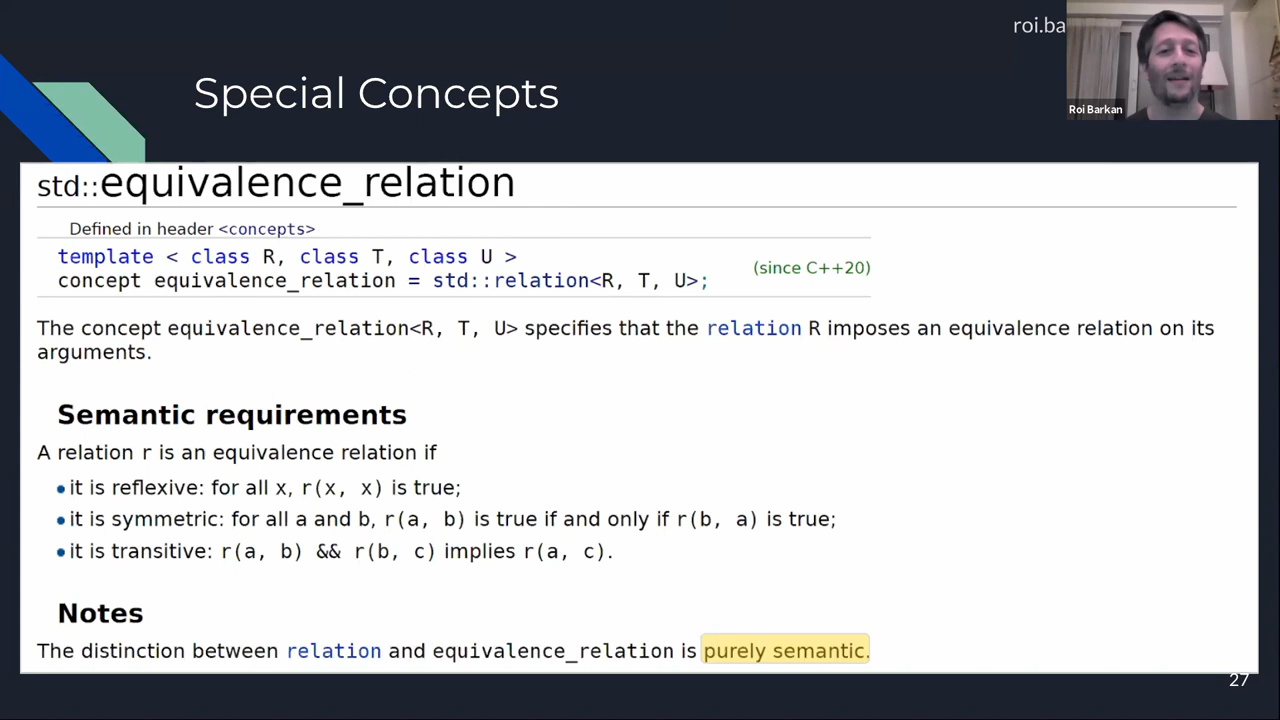 roi.ba
Special Concepts
Roi Barkan
std::equivalence_relation
Defined in header <concepts>
template < class R, class T, class U >
concept equivalence_relation = std::relation<R, T, U>;
(since C++20)
The concept equivalence_relation<R, T, U> specifies that the relation R imposes an equivalence relation on its
arguments.
Semantic requirements
A relation r is an equivalence relation if
• it is reflexive: for all x, r(x, x) is true;
• it is symmetric: for all a and b, r(a, b) is true if and only if r(b, a) is true;
• it is transitive: r(a, b) && r(b, c) implies r(a, c).
Notes
The distinction between relation and equivalence_relation is purely semantic.
27